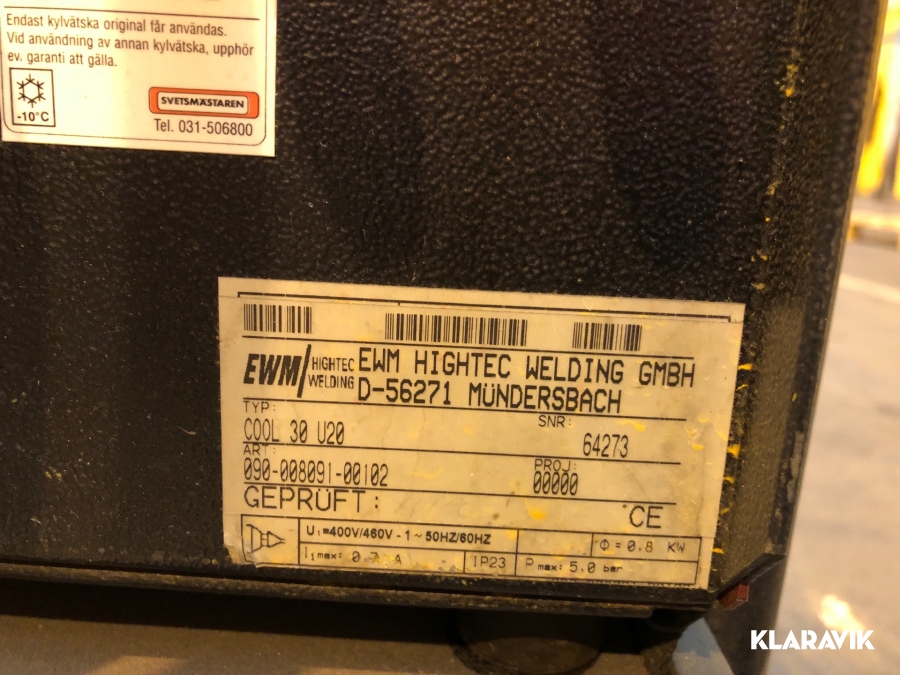 Endast kylvätska original får användas.
Vid användning av annan kylvätska, upphör
ev. garanti att gälla.
-10°C
SVETSMÄSTAREN
Tel. 031-506800
EWM HIGHTEC WELDING
EWM HIGHTEC WELDING GMBH
D-56271 MÜNDERSBACH
TYP:
SNR:
COOL 30 U20
64273
ART:
PROJ:
090-008091-00102
00000
GEPRÜFT:
CE
U₁=400V/460V - 1~50HZ/60HZ
Φ = 0.8 KW
I₁max: A
IP23
P max: 5.0 bar
KLARAVIK